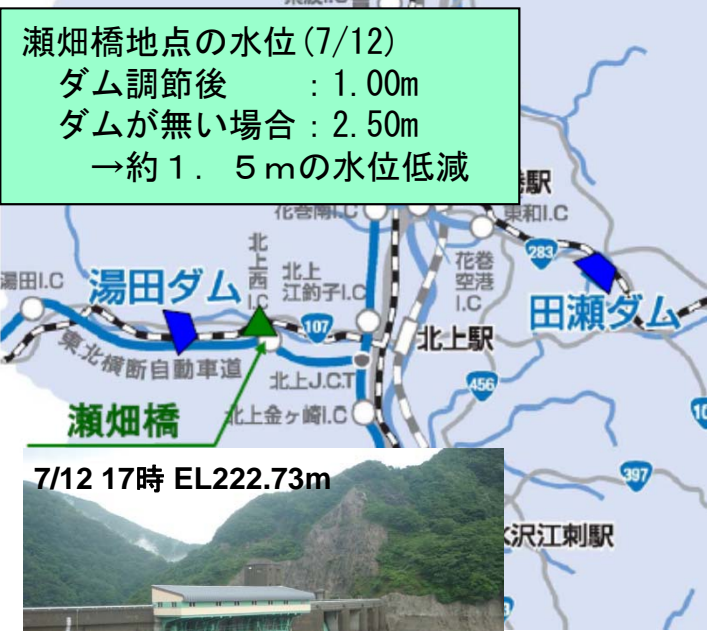 瀬畑橋地点の水位(7/12)
ダム調節後　　：1.00m
ダムが無い場合：2.50m
→約１．５ｍの水位低減
花巻南I.C
東和I.C
283
花巻
空港
I.C
湯田I.C
湯田ダム
北上
西
I.C
北上
江釣子I.C
107
北上駅
田瀬ダム
東北横断自動車道
北上J.C.T
456
瀬畑橋
北上金ヶ崎I.C
7/12 17時 EL222.73m
397
水沢江刺駅